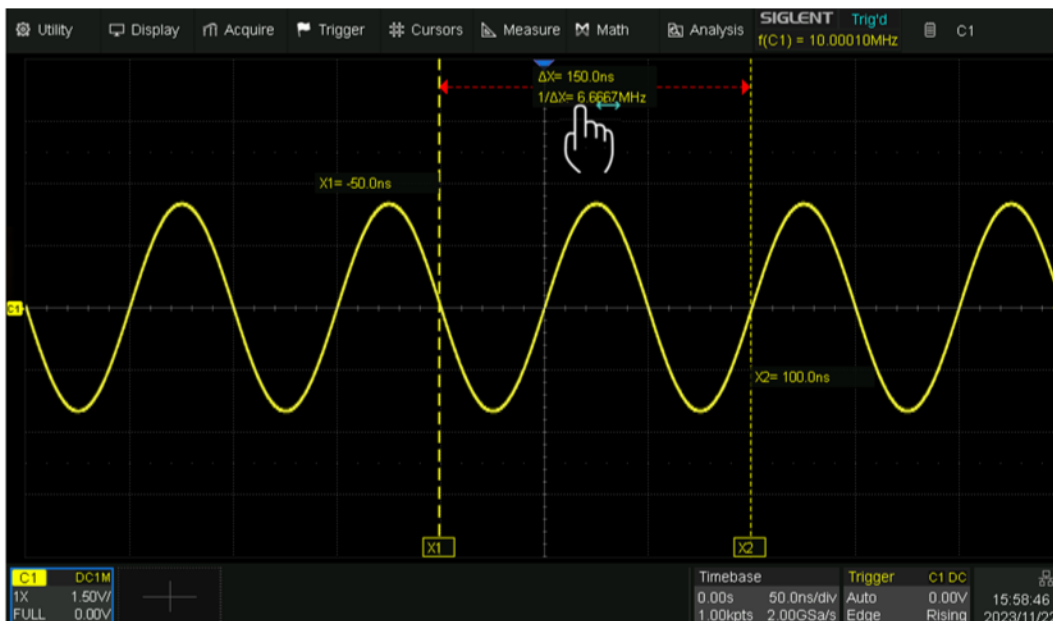 Utility Display Acquire Trigger Cursors Measure Math Analysis SIGLENT Trig'd C1
f(C1) = 10.00010MHz
ΔX= 150.0ns
1/ΔX= 6.6667MHz
X1= -50.0ns
C1
X2= 100.0ns
X1 X2
C1 DC1M
1X 1.50V/
FULL 0.00V
Timebase
0.00s 50.0ns/div
1.00kpts 2.00GSa/s
Trigger C1 DC
Auto 0.00V
Edge Rising
15:58:46